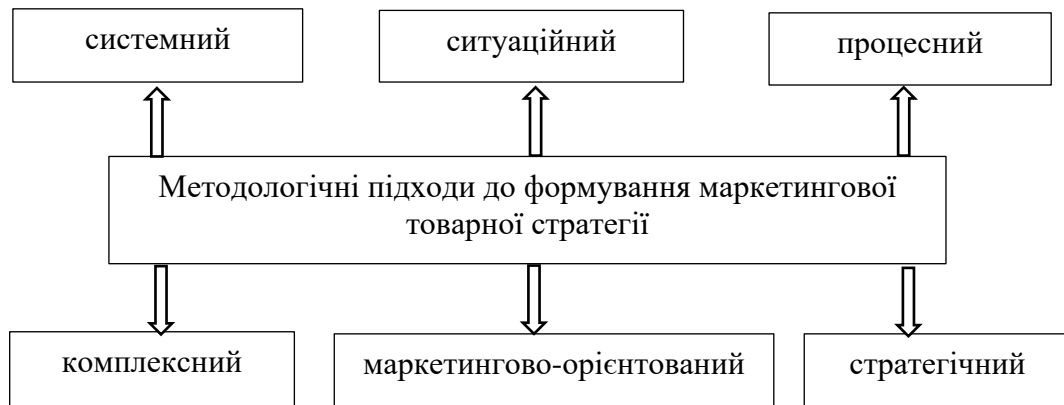 системний
ситуаційний
процесний
Методологічні підходи до формування маркетингової
товарної стратегії
комплексний
маркетингово-орієнтований
стратегічний